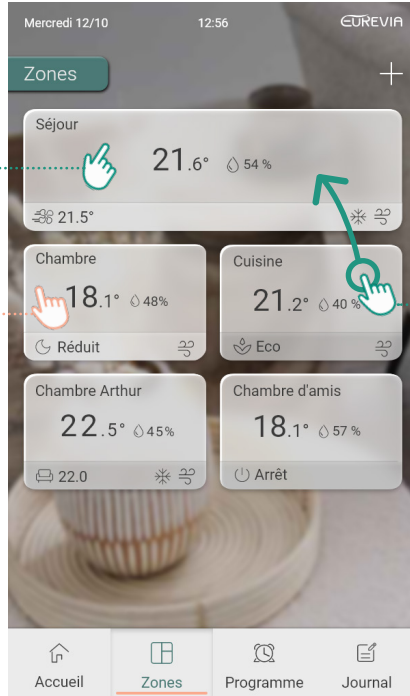 Mercredi 12/10 12:56 EUREVIA
Zones
Séjour
21.6° 54 %
21.5°
Chambre
18.1° 48%
Réduit
Cuisine
21.2° 40 %
Eco
Chambre Arthur
22.5° 45%
22.0
Chambre d'amis
18.1° 57 %
Arrêt
Accueil Zones Programme Journal